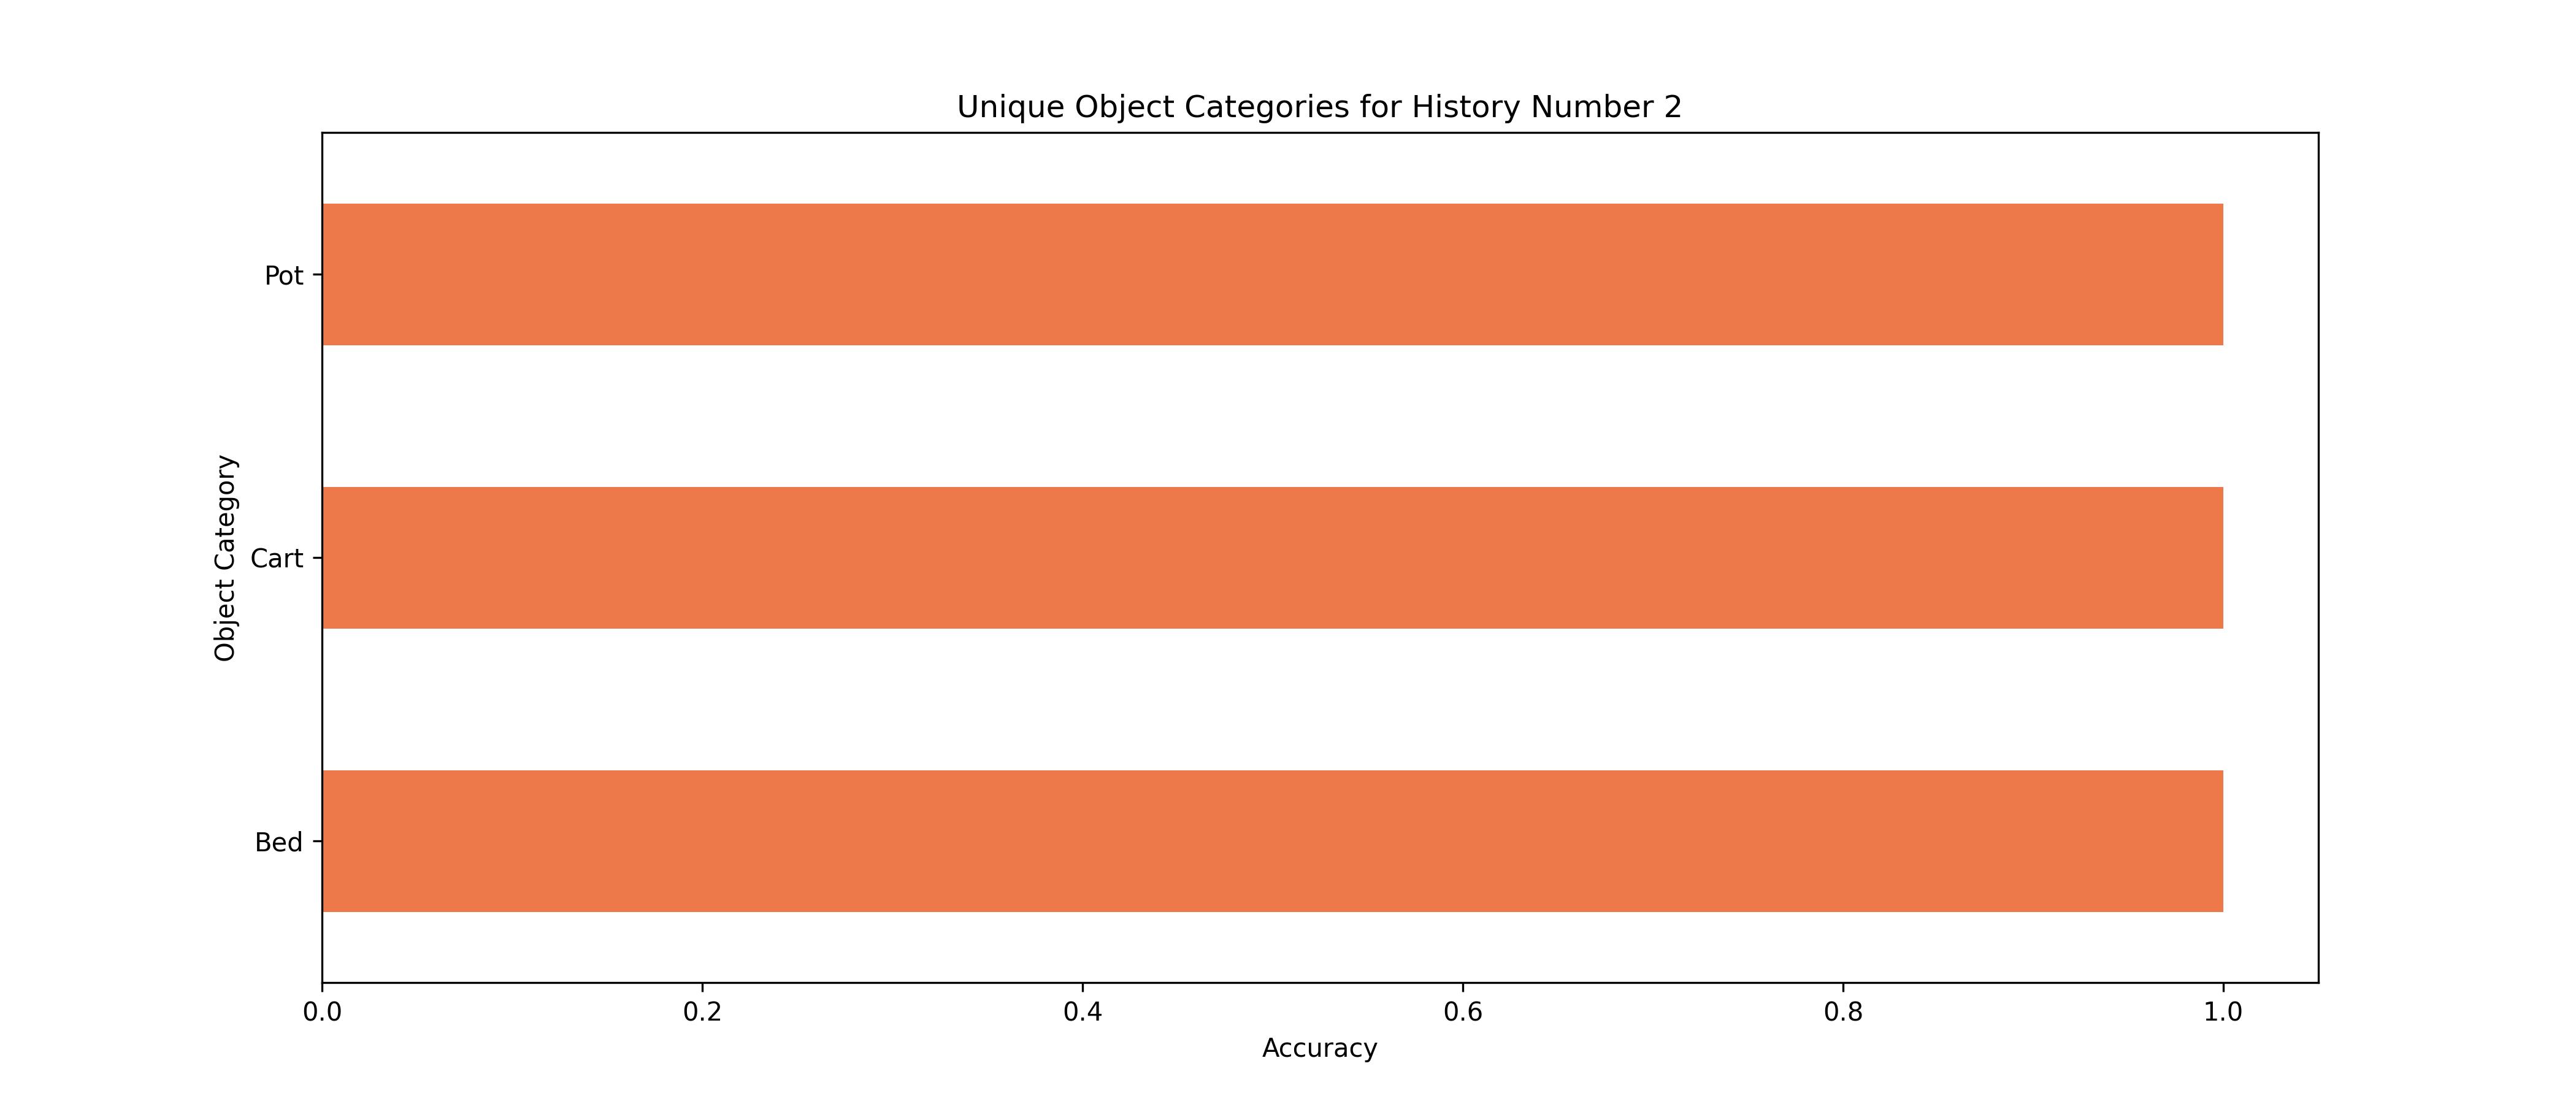 Unique Object Categories for History Number 2
Object Category
Pot
Cart
Bed
0.0 0.2 0.4 0.6 0.8 1.0
Accuracy